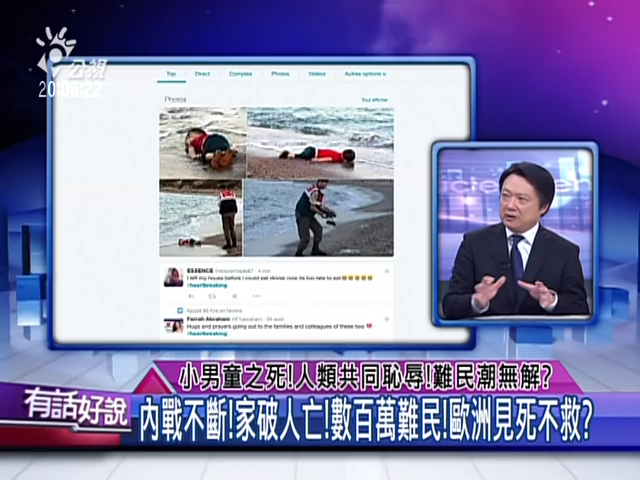 公視
20:06:22
Top Direct Comptes Photos Vidéos Autres options
Photos
Tout afficher
ESSENCE
#heartbreaking
Farrah Abraham
Hugs and prayers going out to the families and colleagues of these two
#heartbreaking
小男童之死!人類共同恥辱!難民潮無解?
有話好說
內戰不斷!家破人亡!數百萬難民!歐洲見死不救?